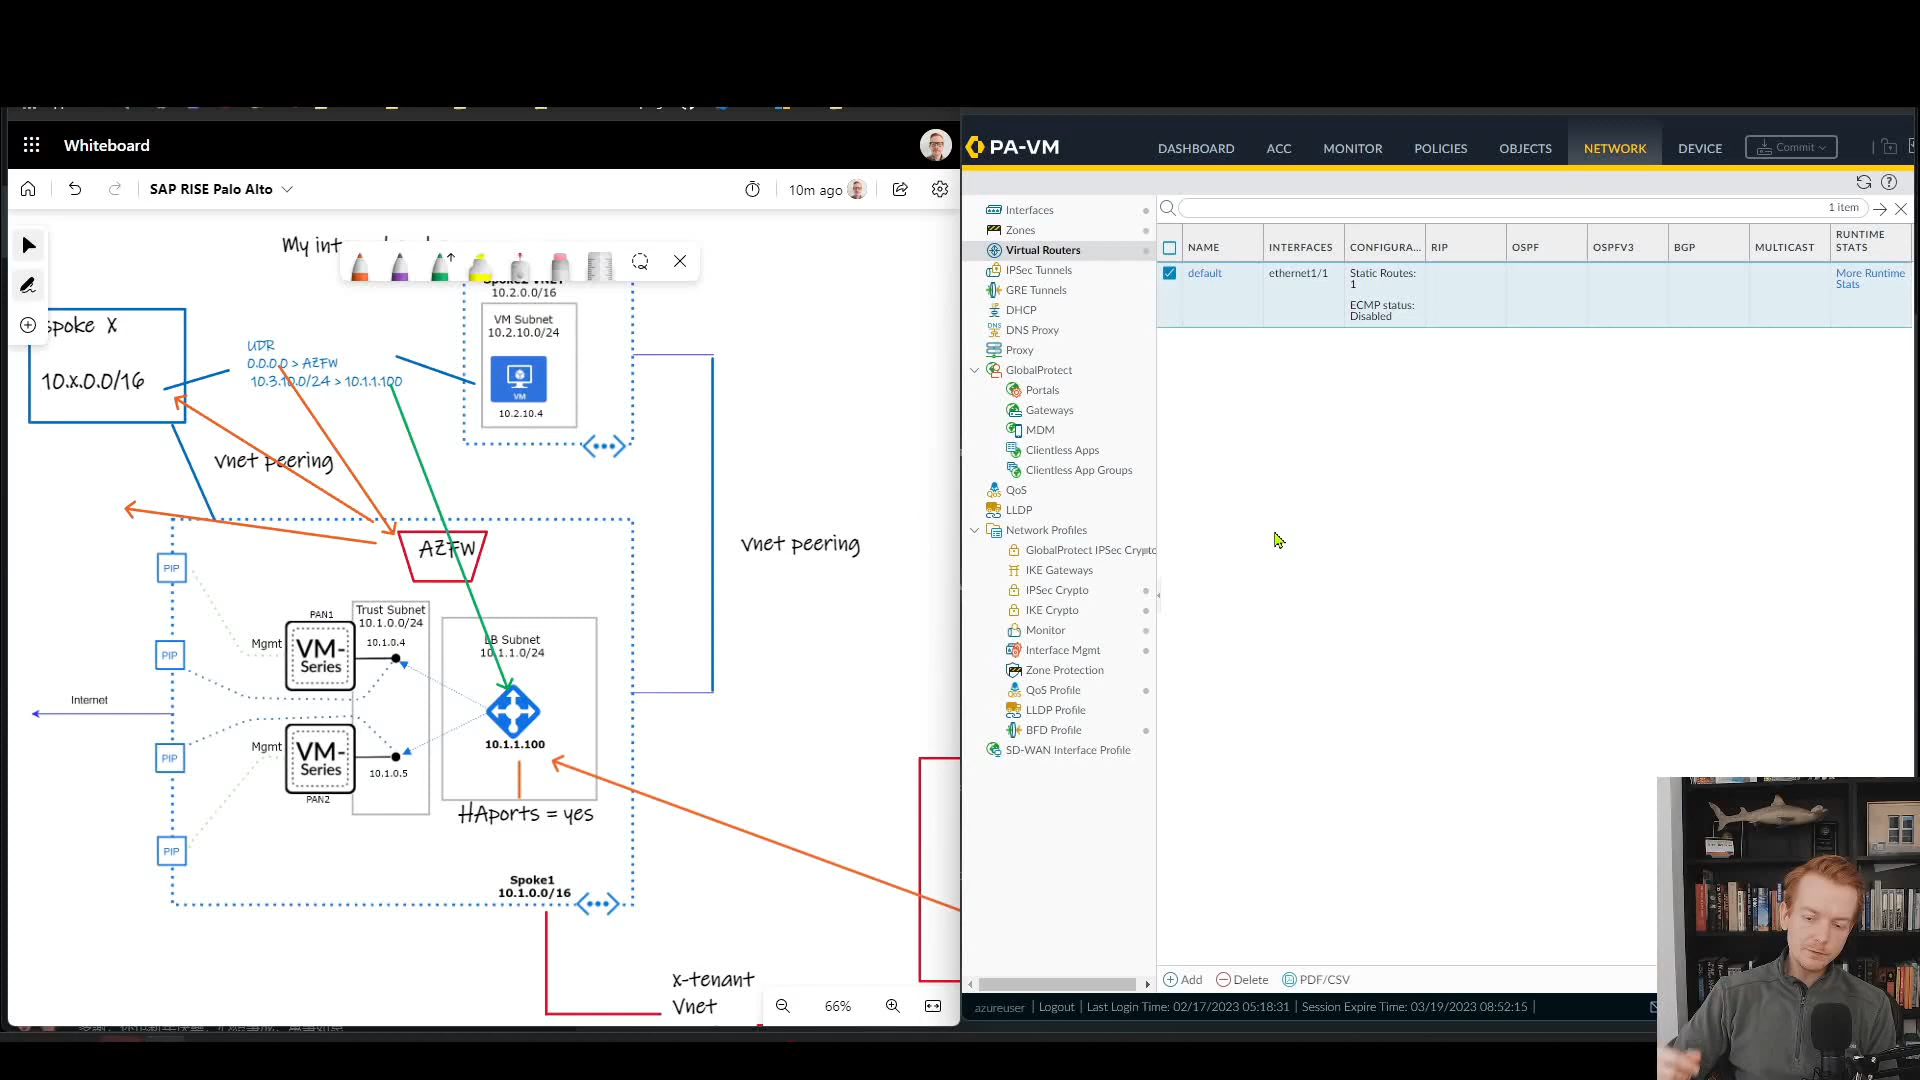 Whiteboard
SAP RISE Palo Alto
10m ago
Spoke2 VNET
10.2.0.0/16
VM Subnet
10.2.10.0/24
VM
10.2.10.4
spoke X
10.x.0.0/16
UDR
0.0.0.0 > AZFW
10.3.10.0/24 > 10.1.1.100
Vnet peering
Vnet peering
AZFW
PIP
PIP
PIP
PIP
Internet
PAN1
Mgmt
VM-
Series
Trust Subnet
10.1.0.0/24
10.1.0.4
Mgmt
VM-
Series
PAN2
10.1.0.5
LB Subnet
10.1.1.0/24
10.1.1.100
HAports = yes
Spoke1
10.1.0.0/16
x-tenant
Vnet
66%
PA-VM
DASHBOARD
ACC
MONITOR
POLICIES
OBJECTS
NETWORK
DEVICE
Commit
Interfaces
Zones
Virtual Routers
IPSec Tunnels
GRE Tunnels
DHCP
DNS Proxy
Proxy
GlobalProtect
Portals
Gateways
MDM
Clientless Apps
Clientless App Groups
QoS
LLDP
Network Profiles
GlobalProtect IPSec Crypto
IKE Gateways
IPSec Crypto
IKE Crypto
Monitor
Interface Mgmt
Zone Protection
QoS Profile
LLDP Profile
BFD Profile
SD-WAN Interface Profile
1 item
NAME
INTERFACES
CONFIGURA...
RIP
OSPF
OSPFV3
BGP
MULTICAST
RUNTIME
STATS
default
ethernet1/1
Static Routes:
1
ECMP status:
Disabled
More Runtime
Stats
Add
Delete
PDF/CSV
azureuser | Logout | Last Login Time: 02/17/2023 05:18:31 | Session Expire Time: 03/19/2023 08:52:15 |